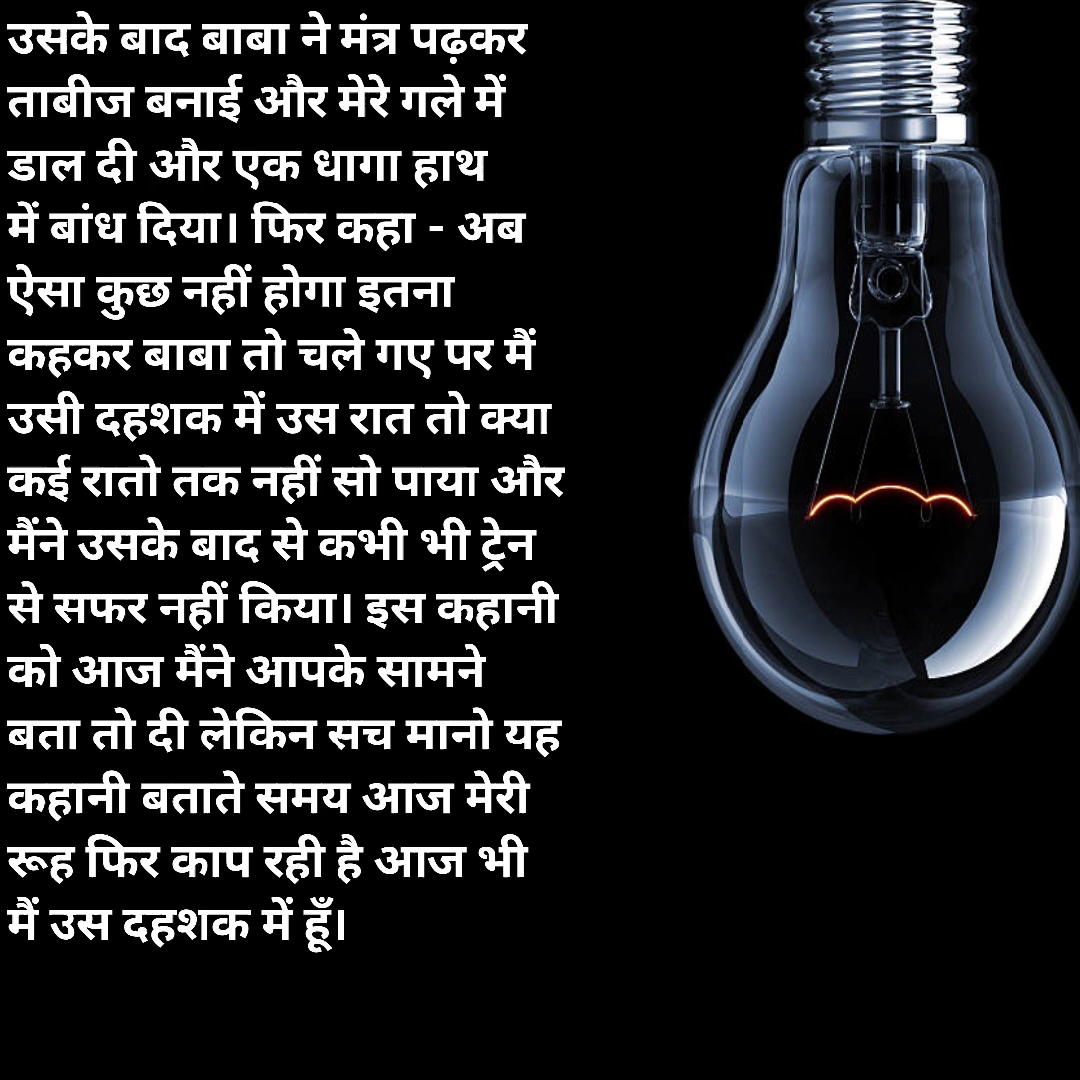 उसके बाद बाबा ने मंत्र पढ़कर
ताबीज बनाई और मेरे गले में
डाल दी और एक धागा हाथ
में बांध दिया। फिर कहा - अब
ऐसा कुछ नहीं होगा इतना
कहकर बाबा तो चले गए पर मैं
उसी दहशक में उस रात तो क्या
कई रातो तक नहीं सो पाया और
मैंने उसके बाद से कभी भी ट्रेन
से सफर नहीं किया। इस कहानी
को आज मैंने आपके सामने
बता तो दी लेकिन सच मानो यह
कहानी बताते समय आज मेरी
रूह फिर काप रही है आज भी
मैं उस दहशक में हूँ।